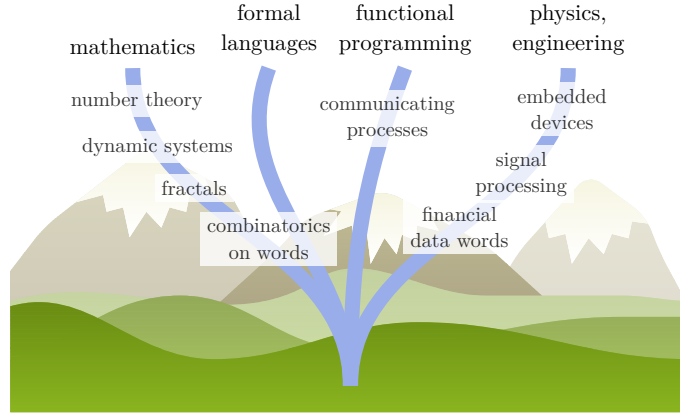 mathematics
formal
languages
functional
programming
physics,
engineering
number theory
dynamic systems
fractals
combinatorics
on words
communicating
processes
embedded
devices
signal
processing
financial
data words